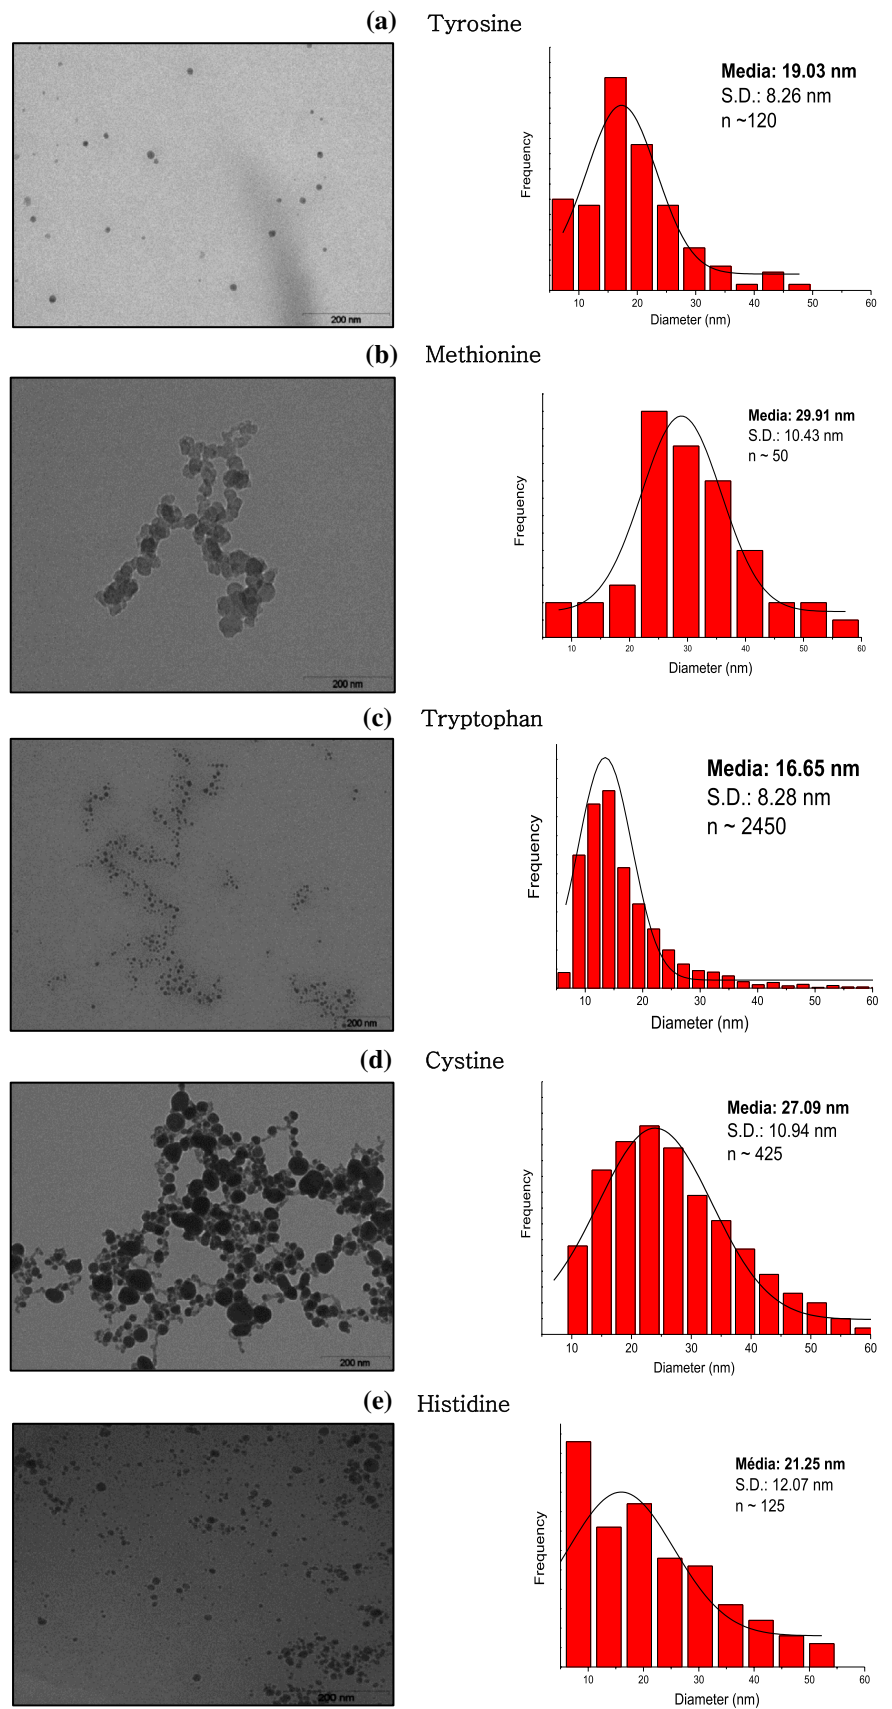 (a) Tyrosine
Media: 19.03 nm
S.D.: 8.26 nm
n ~120
Frequency
200 nm
10 20 30 40 50 60
Diameter (nm)
(b) Methionine
Media: 29.91 nm
S.D.: 10.43 nm
n ~ 50
Frequency
200 nm
10 20 30 40 50 60
Diameter (nm)
(c) Tryptophan
Media: 16.65 nm
S.D.: 8.28 nm
n ~ 2450
Frequency
200 nm
10 20 30 40 50 60
Diameter (nm)
(d) Cystine
Media: 27.09 nm
S.D.: 10.94 nm
n ~ 425
Frequency
200 nm
10 20 30 40 50 60
Diameter (nm)
(e) Histidine
Média: 21.25 nm
S.D.: 12.07 nm
n ~ 125
Frequency
200 nm
10 20 30 40 50 60
Diameter (nm)